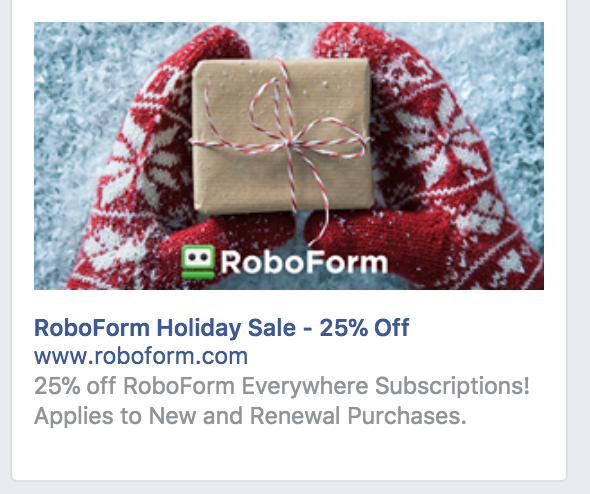 RoboForm
RoboForm Holiday Sale - 25% Off
www.roboform.com
25% off RoboForm Everywhere Subscriptions!
Applies to New and Renewal Purchases.